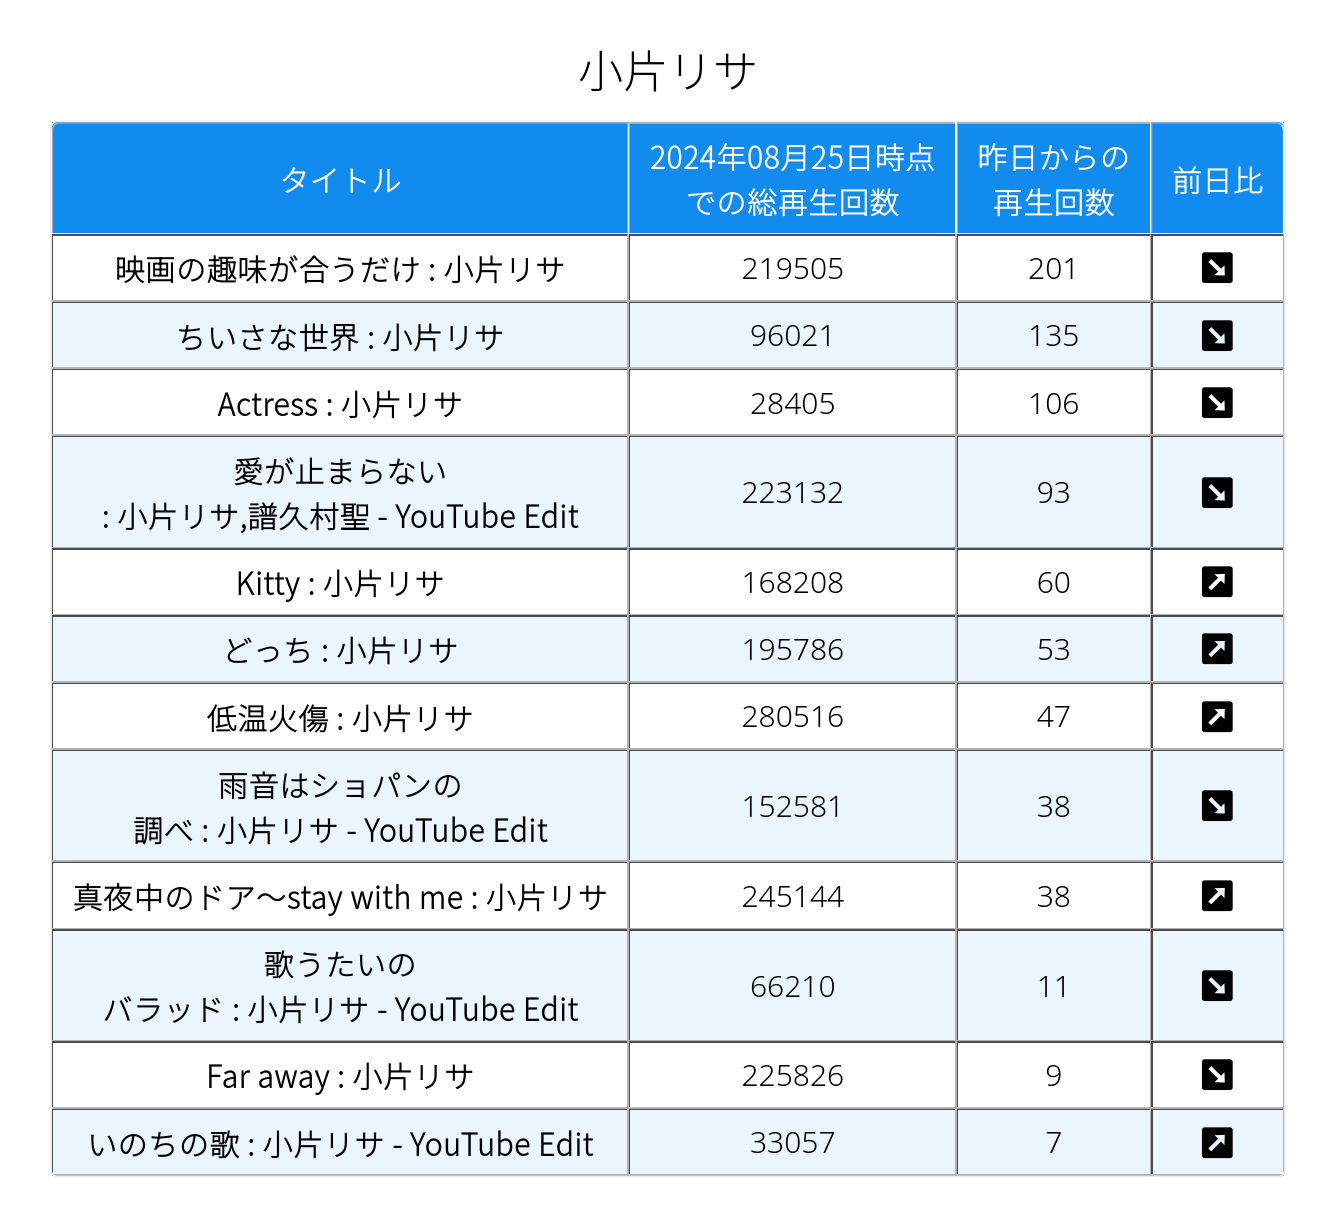 小片リサ
タイトル
2024年08月25日時点
での総再生回数
昨日からの
再生回数
前日比
映画の趣味が合うだけ : 小片リサ
219505
201
ちいさな世界 : 小片リサ
96021
135
Actress : 小片リサ
28405
106
愛が止まらない
: 小片リサ,譜久村聖 - YouTube Edit
223132
93
Kitty : 小片リサ
168208
60
どっち : 小片リサ
195786
53
低温火傷 : 小片リサ
280516
47
雨音はショパンの
調べ : 小片リサ - YouTube Edit
152581
38
真夜中のドア〜stay with me : 小片リサ
245144
38
歌うたいの
バラッド : 小片リサ - YouTube Edit
66210
11
Far away : 小片リサ
225826
9
いのちの歌 : 小片リサ - YouTube Edit
33057
7